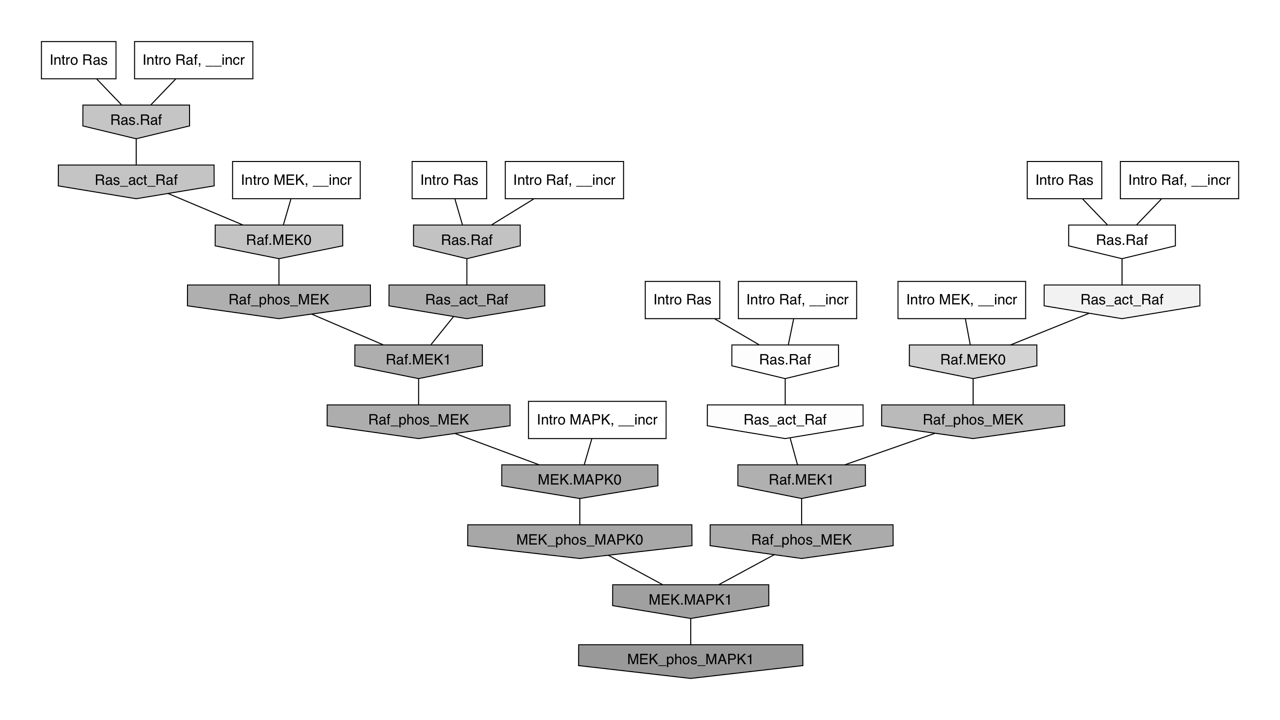 Intro Ras
Intro Raf, __incr
Ras.Raf
Ras_act_Raf
Intro MEK, __incr
Intro Ras
Intro Raf, __incr
Intro Ras
Intro Raf, __incr
Raf.MEK0
Ras.Raf
Ras.Raf
Raf_phos_MEK
Ras_act_Raf
Intro Ras
Intro Raf, __incr
Intro MEK, __incr
Ras_act_Raf
Raf.MEK1
Ras.Raf
Raf.MEK0
Raf_phos_MEK
Intro MAPK, __incr
Ras_act_Raf
Raf_phos_MEK
MEK.MAPK0
Raf.MEK1
MEK_phos_MAPK0
Raf_phos_MEK
MEK.MAPK1
MEK_phos_MAPK1